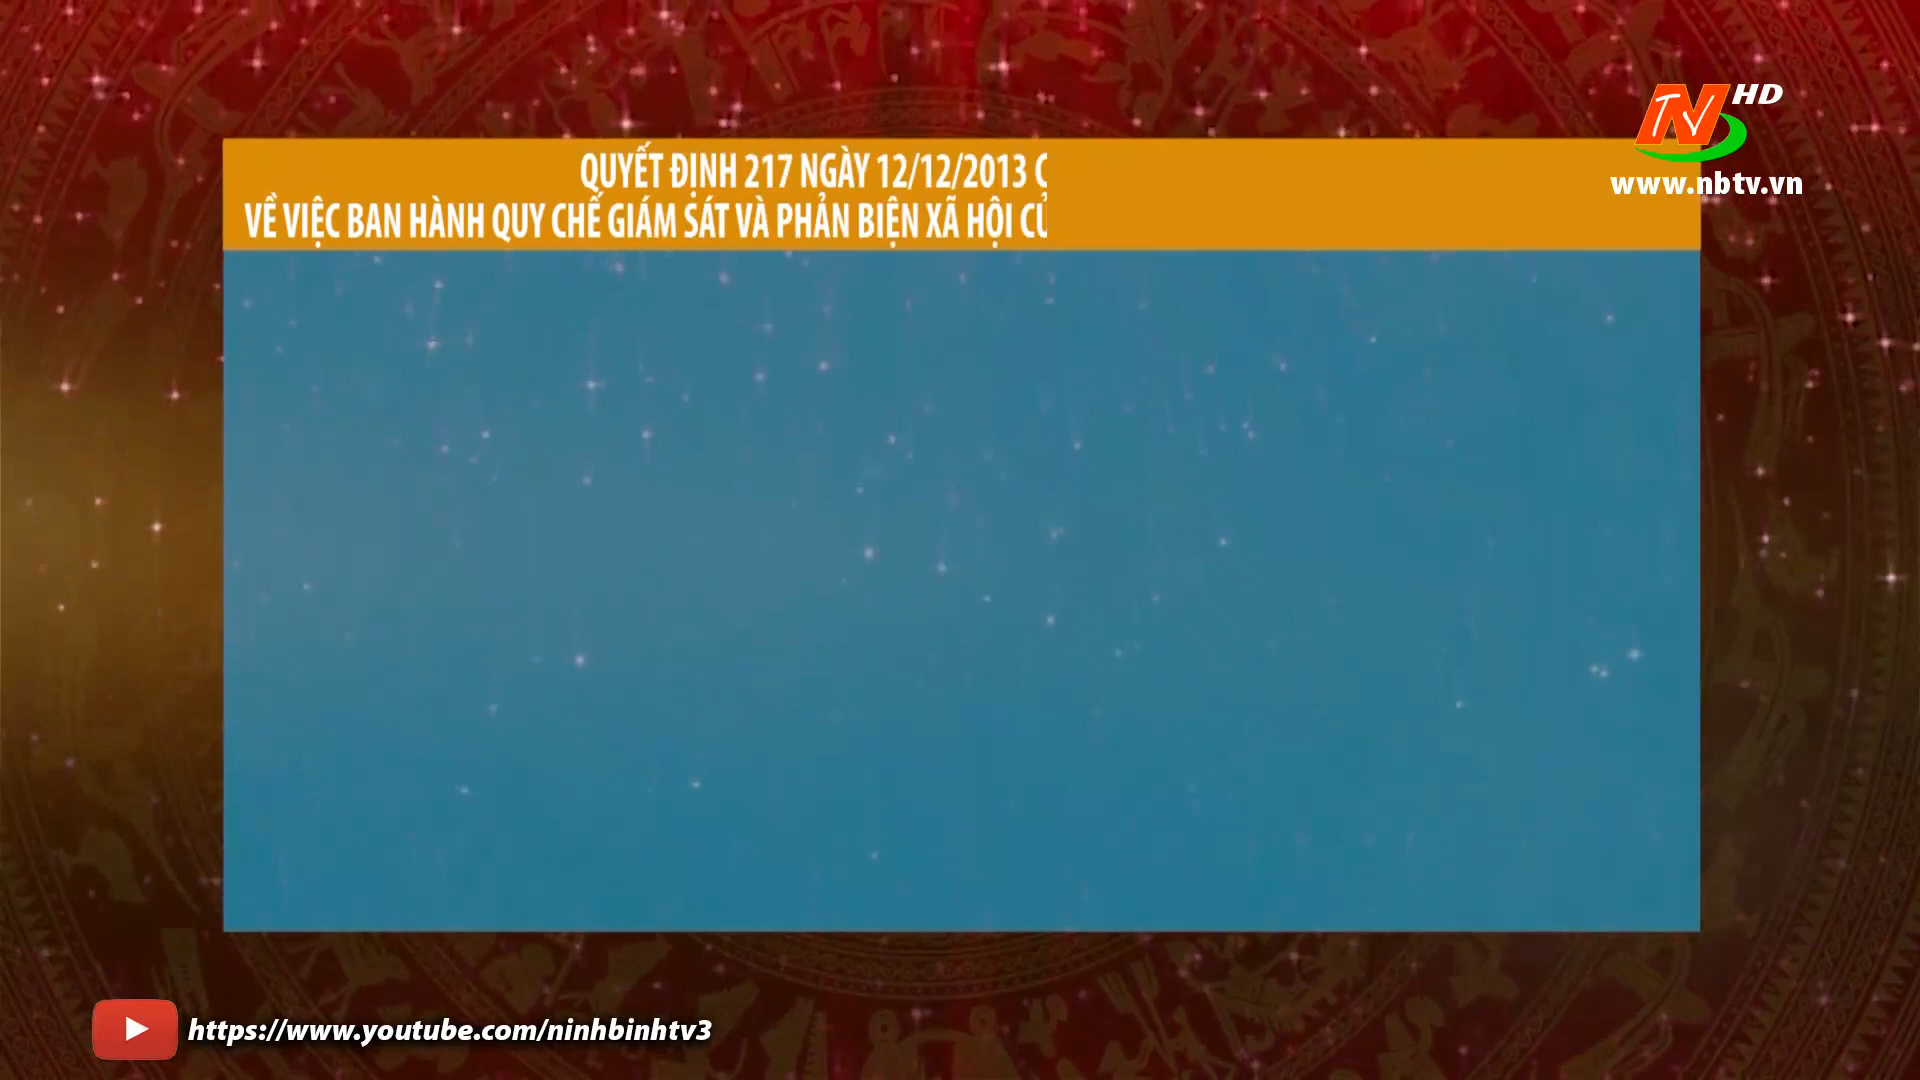 NTV HD
www.nbtv.vn
QUYẾT ĐỊNH 217 NGÀY 12/12/2013
VỀ VIỆC BAN HÀNH QUY CHẾ GIÁM SÁT VÀ PHẢN BIỆN XÃ HỘI
https://www.youtube.com/ninhbinhtv3